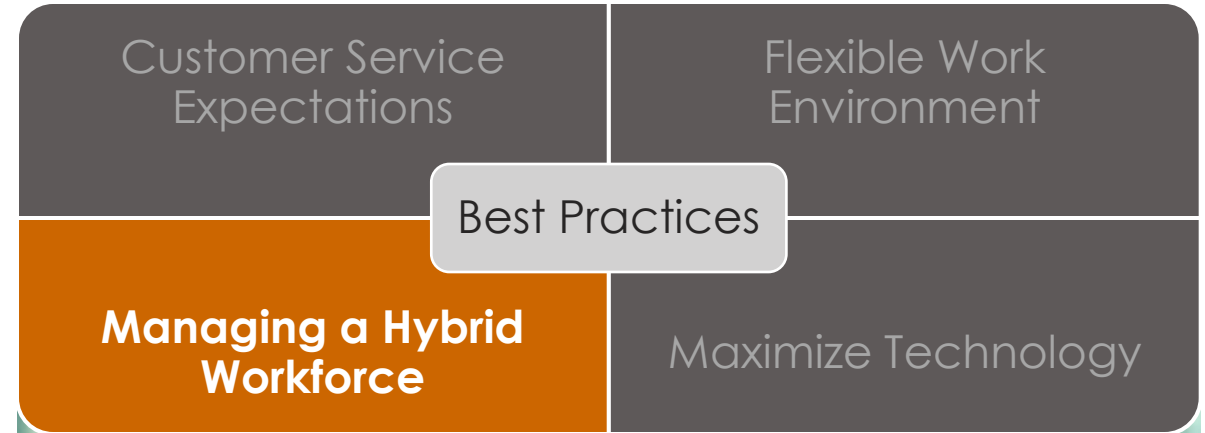 Customer Service
Expectations
Flexible Work
Environment
Best Practices
Managing a Hybrid
Workforce
Maximize Technology